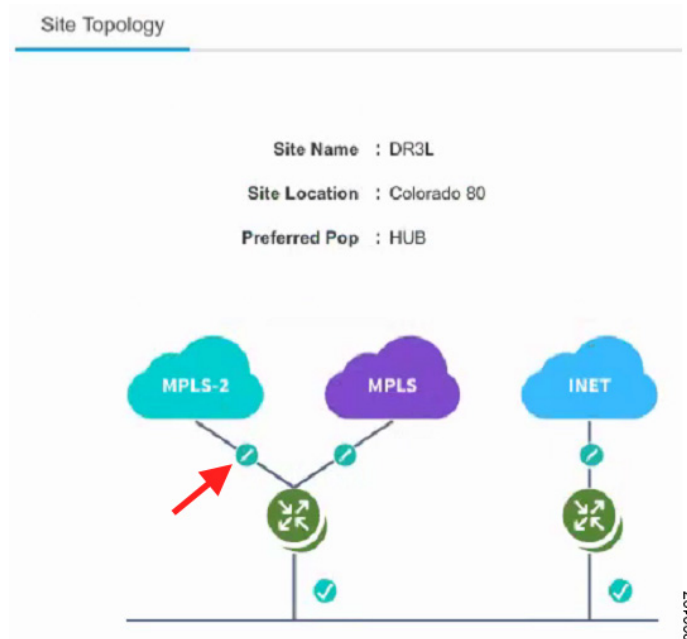 Site Topology
Site Name : DR3L
Site Location : Colorado 80
Preferred Pop : HUB
MPLS-2
MPLS
INET